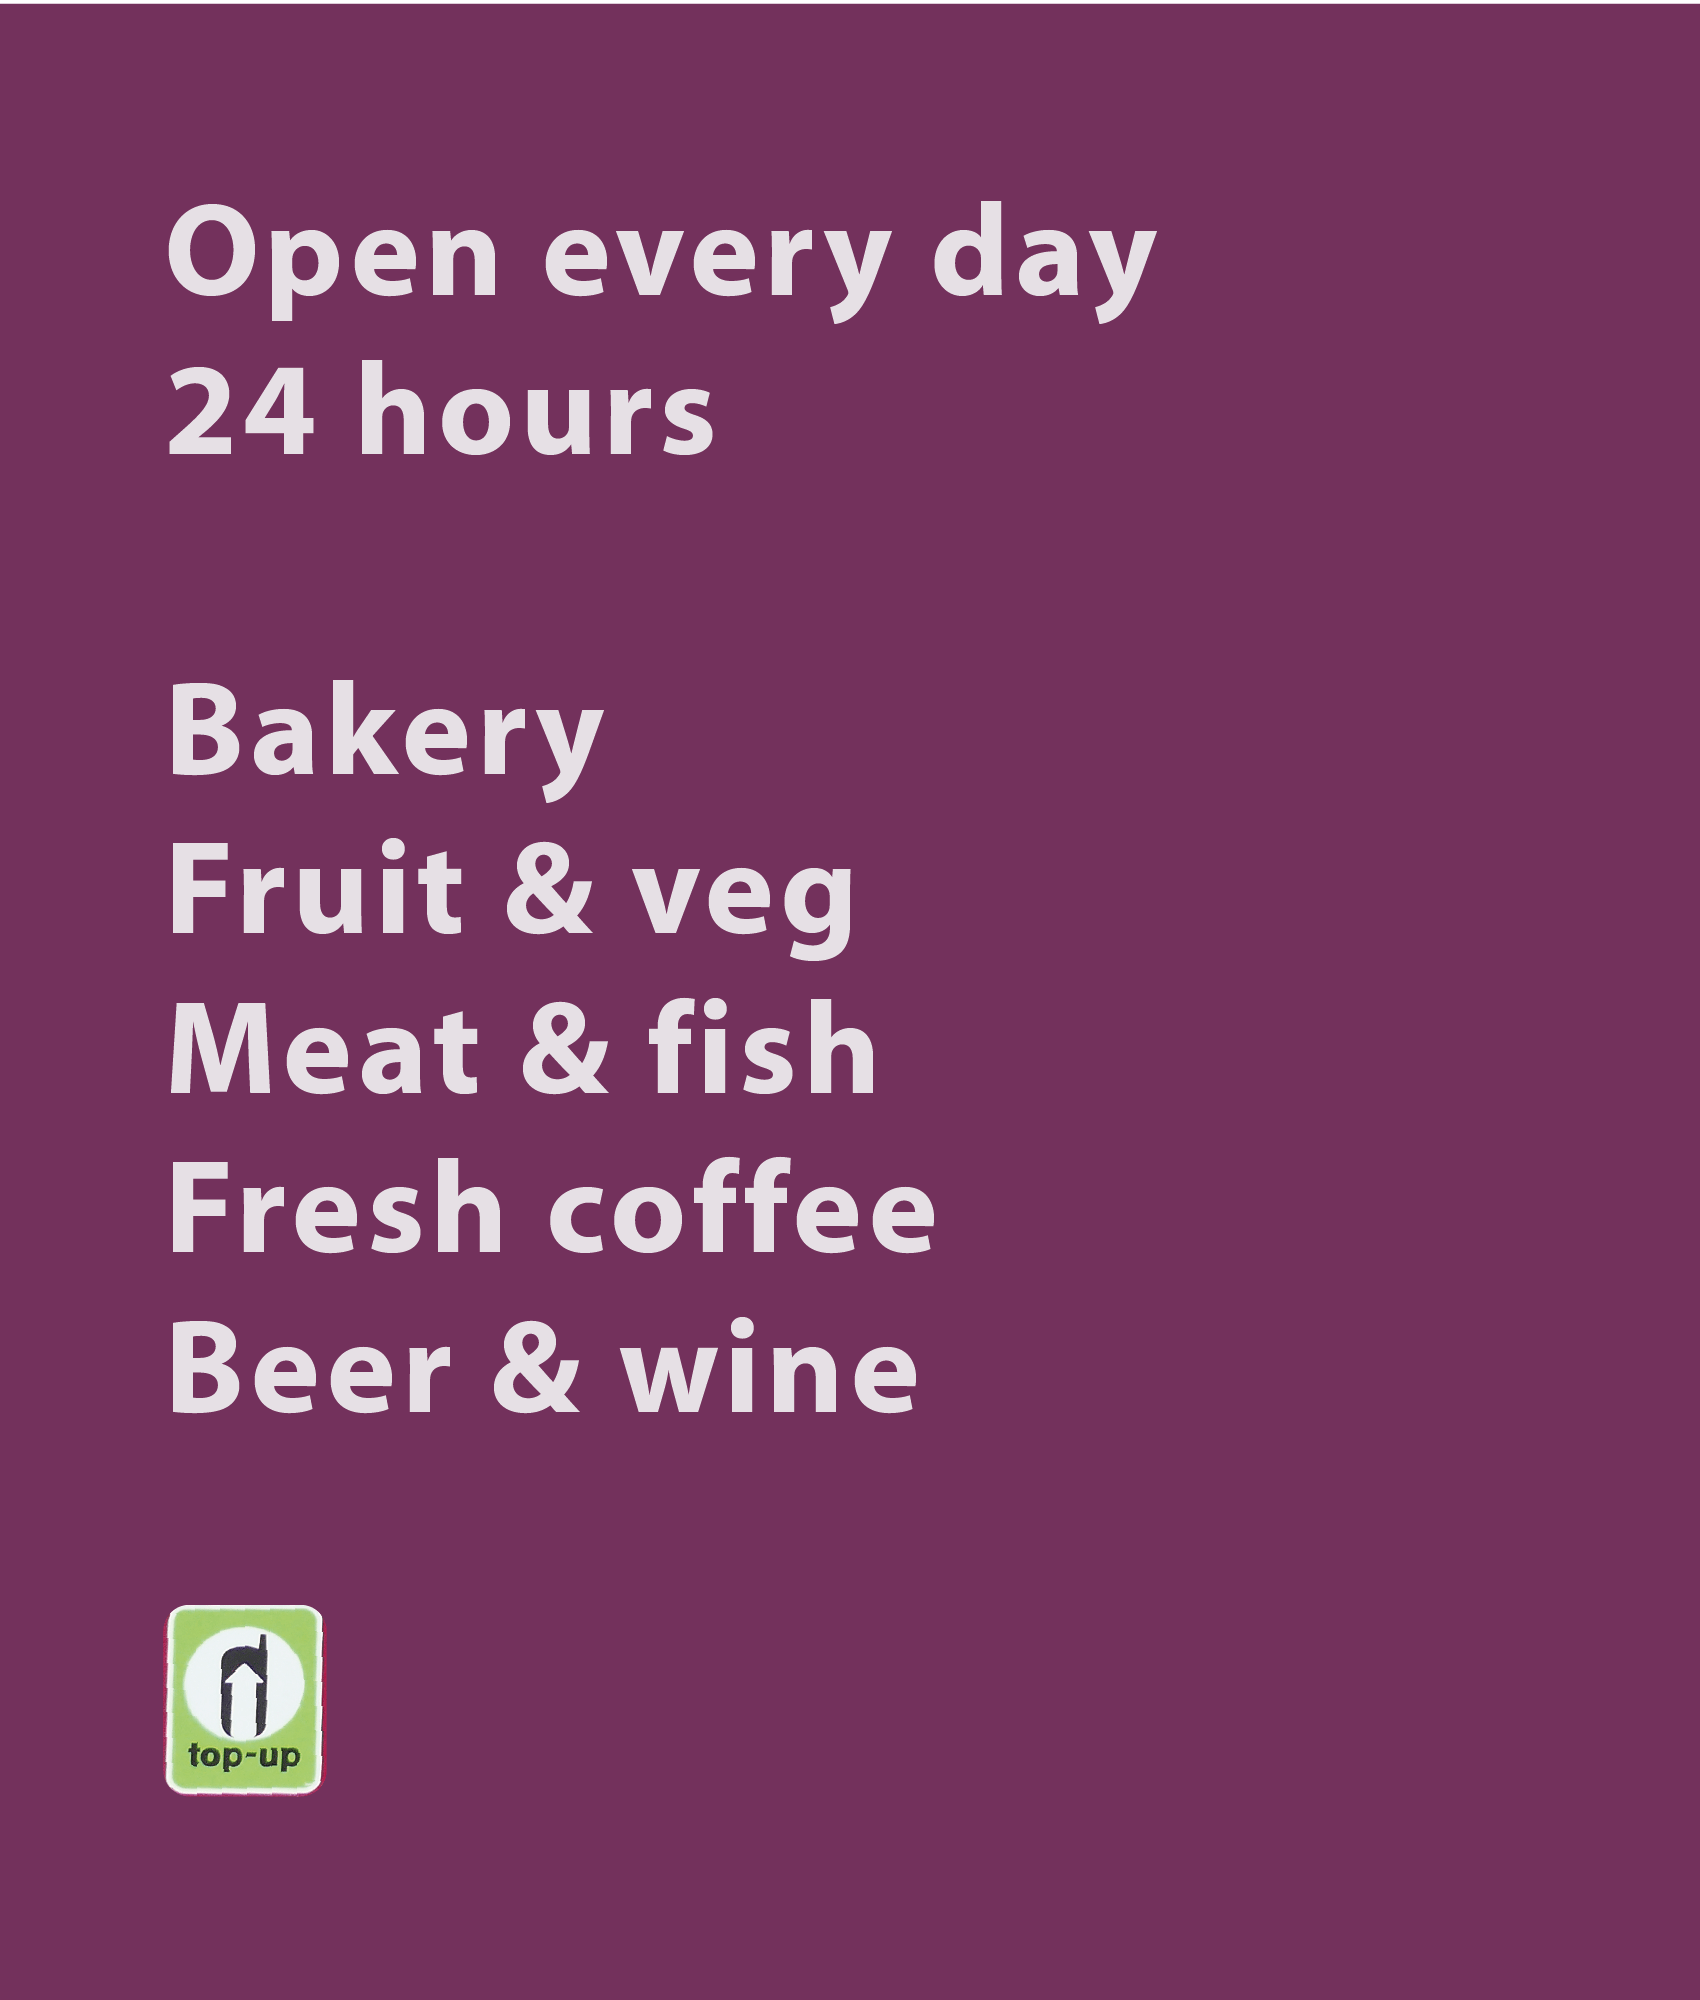 Open every day
24 hours
Bakery
Fruit & veg
Meat & fish
Fresh coffee
Beer & wine
top-up